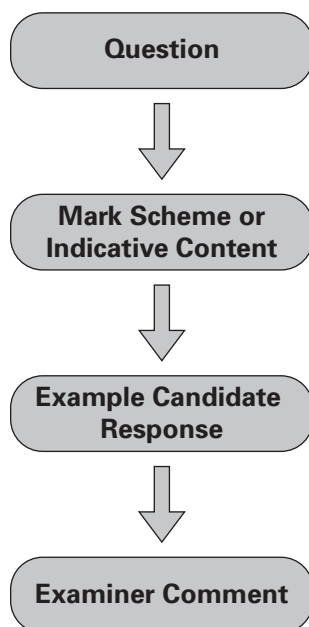 Question
Mark Scheme or
Indicative Content
Example Candidate
Response
Examiner Comment